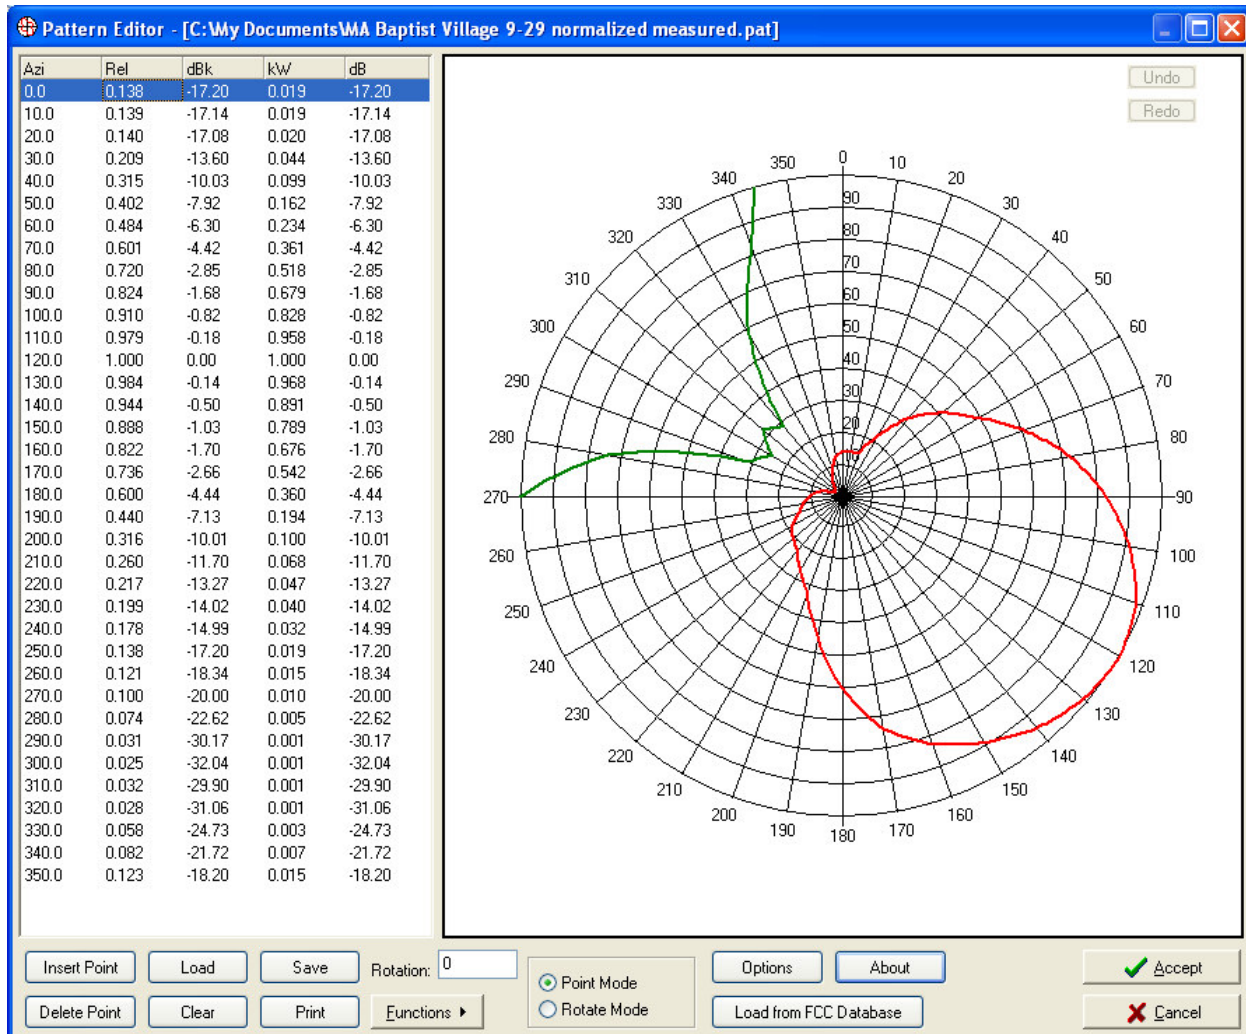 Pattern Editor - [C:\My Documents\MA Baptist Village 9-29 normalized measured.pat]
Azi Rel dBk kW dB
0.0 0.138 -17.20 0.019 -17.20
10.0 0.139 -17.14 0.019 -17.14
20.0 0.140 -17.08 0.020 -17.08
30.0 0.209 -13.60 0.044 -13.60
40.0 0.315 -10.03 0.099 -10.03
50.0 0.402 -7.92 0.162 -7.92
60.0 0.484 -6.30 0.234 -6.30
70.0 0.601 -4.42 0.361 -4.42
80.0 0.720 -2.85 0.518 -2.85
90.0 0.824 -1.68 0.679 -1.68
100.0 0.910 -0.82 0.828 -0.82
110.0 0.979 -0.18 0.958 -0.18
120.0 1.000 0.00 1.000 0.00
130.0 0.984 -0.14 0.968 -0.14
140.0 0.944 -0.50 0.891 -0.50
150.0 0.888 -1.03 0.789 -1.03
160.0 0.822 -1.70 0.676 -1.70
170.0 0.736 -2.66 0.542 -2.66
180.0 0.600 -4.44 0.360 -4.44
190.0 0.440 -7.13 0.194 -7.13
200.0 0.316 -10.01 0.100 -10.01
210.0 0.260 -11.70 0.068 -11.70
220.0 0.217 -13.27 0.047 -13.27
230.0 0.199 -14.02 0.040 -14.02
240.0 0.178 -14.99 0.032 -14.99
250.0 0.138 -17.20 0.019 -17.20
260.0 0.121 -18.34 0.015 -18.34
270.0 0.100 -20.00 0.010 -20.00
280.0 0.074 -22.62 0.005 -22.62
290.0 0.031 -30.17 0.001 -30.17
300.0 0.025 -32.04 0.001 -32.04
310.0 0.032 -29.90 0.001 -29.90
320.0 0.028 -31.06 0.001 -31.06
330.0 0.058 -24.73 0.003 -24.73
340.0 0.082 -21.72 0.007 -21.72
350.0 0.123 -18.20 0.015 -18.20
Undo
Redo
0
10
20
30
40
50
60
70
80
90
100
110
120
130
140
150
160
170
180
190
200
210
220
230
240
250
260
270
280
290
300
310
320
330
340
350
90
80
70
60
50
40
30
20
10
Insert Point Load Save Rotation: 0
Point Mode
Rotate Mode
Options About
Accept
Delete Point Clear Print Functions
Load from FCC Database
Cancel